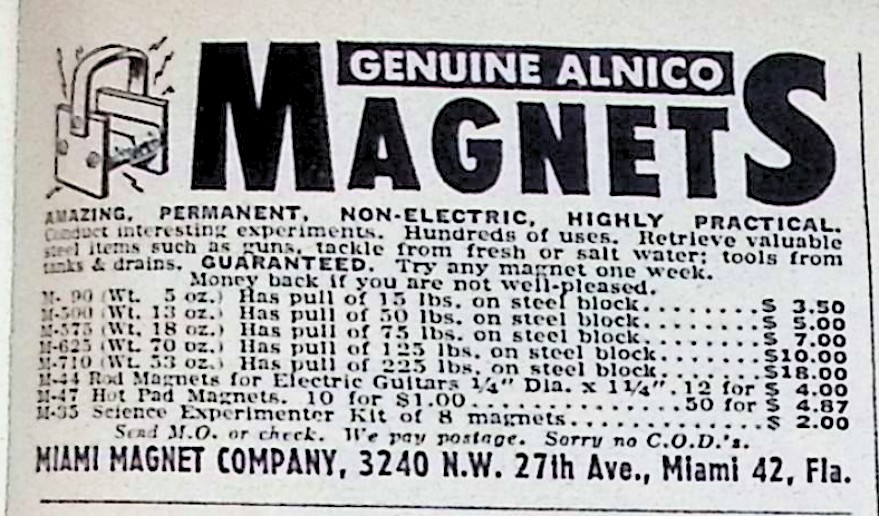 GENUINE ALNICO
MAGNETS
AMAZING, PERMANENT, NON-ELECTRIC, HIGHLY PRACTICAL.
Conduct interesting experiments. Hundreds of uses. Retrieve valuable
steel items such as guns, tackle from fresh or salt water; tools from
tanks & drains. GUARANTEED. Try any magnet one week.
Money back if you are not well-pleased.
M- 90 (Wt. 5 oz.) Has pull of 15 lbs. on steel block........$ 3.50
M-500 (Wt. 13 oz.) Has pull of 50 lbs. on steel block........$ 5.00
M-575 (Wt. 18 oz.) Has pull of 75 lbs. on steel block........$ 7.00
M-625 (Wt. 70 oz.) Has pull of 125 lbs. on steel block.......$10.00
M-710 (Wt. 53 oz.) Has pull of 225 lbs. on steel block.......$18.00
M-44 Rod Magnets for Electric Guitars 1/4" Dia. x 1 1/4". 12 for $ 4.00
M-47 Hot Pad Magnets. 10 for $1.00...............50 for $ 4.87
M-35 Science Experimenter Kit of 8 magnets..............$ 2.00
Send M.O. or check. We pay postage. Sorry no C.O.D.'s.
MIAMI MAGNET COMPANY, 3240 N.W. 27th Ave., Miami 42, Fla.